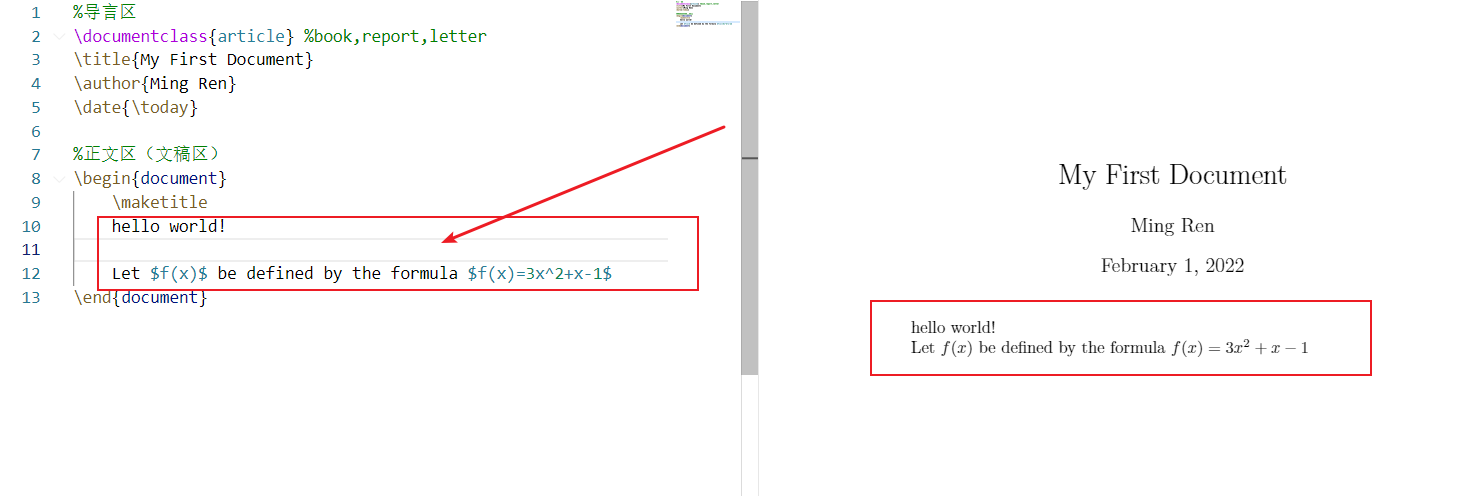 1 %导言区
2 \documentclass{article} %book,report,letter
3 \title{My First Document}
4 \author{Ming Ren}
5 \date{\today}
6
7 %正文区（文稿区）
8 \begin{document}
9 \maketitle
10 hello world!
11
12 Let $f(x)$ be defined by the formula $f(x)=3x^2+x-1$
13 \end{document}
My First Document
Ming Ren
February 1, 2022
hello world!
Let f(x) be defined by the formula f(x) = 3x² + x − 1